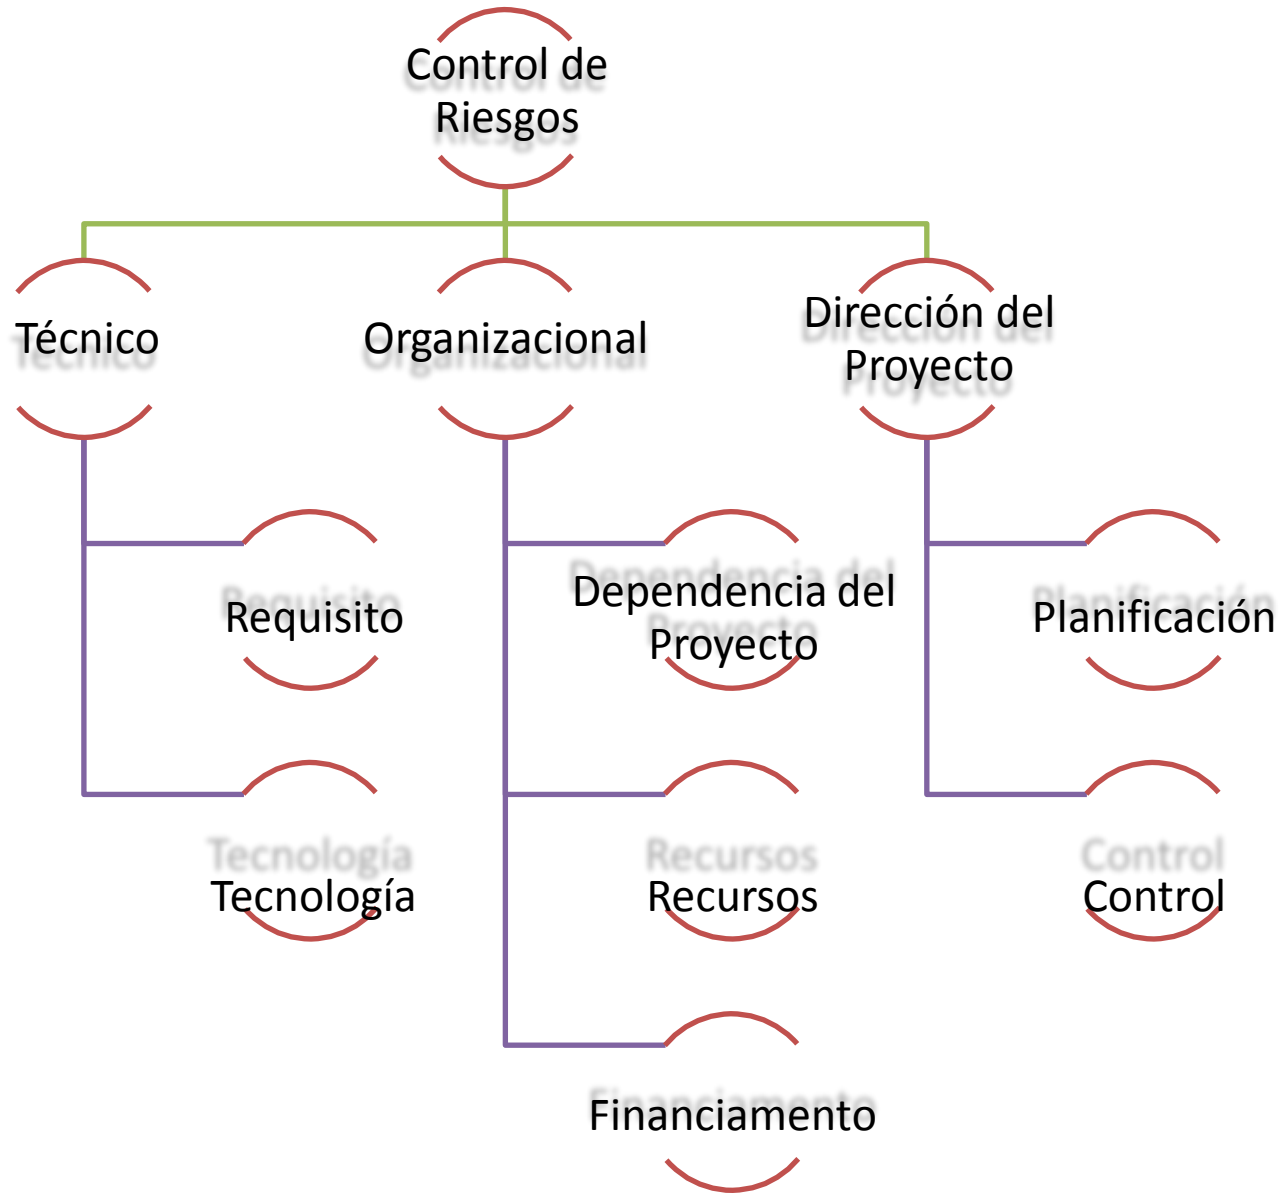 Control de
Riesgos
Técnico
Organizacional
Dirección del
Proyecto
Requisito
Dependencia del
Proyecto
Planificación
Tecnología
Recursos
Control
Financiamento